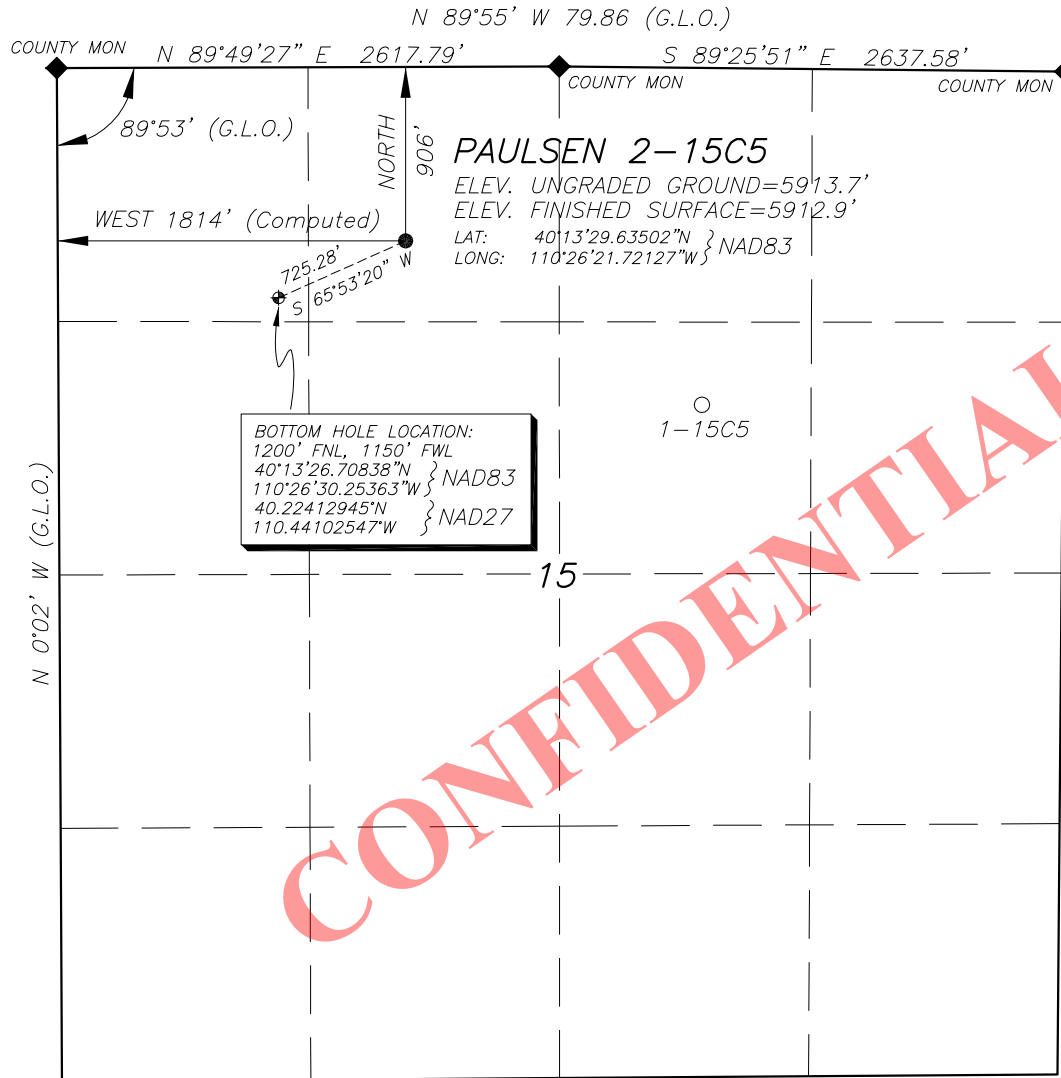 N 89°55' W 79.86 (G.L.O.)
COUNTY MON
N 89°49'27" E 2617.79'
S 89°25'51" E 2637.58'
COUNTY MON
COUNTY MON
89°53' (G.L.O.)
NORTH
906'
PAULSEN 2-15C5
ELEV. UNGRADED GROUND=5913.7'
ELEV. FINISHED SURFACE=5912.9'
LAT: 40°13'29.63502"N
LONG: 110°26'21.72127"W
} NAD83
WEST 1814' (Computed)
725.28'
S 65°53'20" W
1-15C5
BOTTOM HOLE LOCATION:
1200' FNL, 1150' FWL
40°13'26.70838"N
110°26'30.25363"W
} NAD83
40.22412945°N
110.44102547°W
} NAD27
N 0°02' W (G.L.O.)
15
CONFIDENTIAL